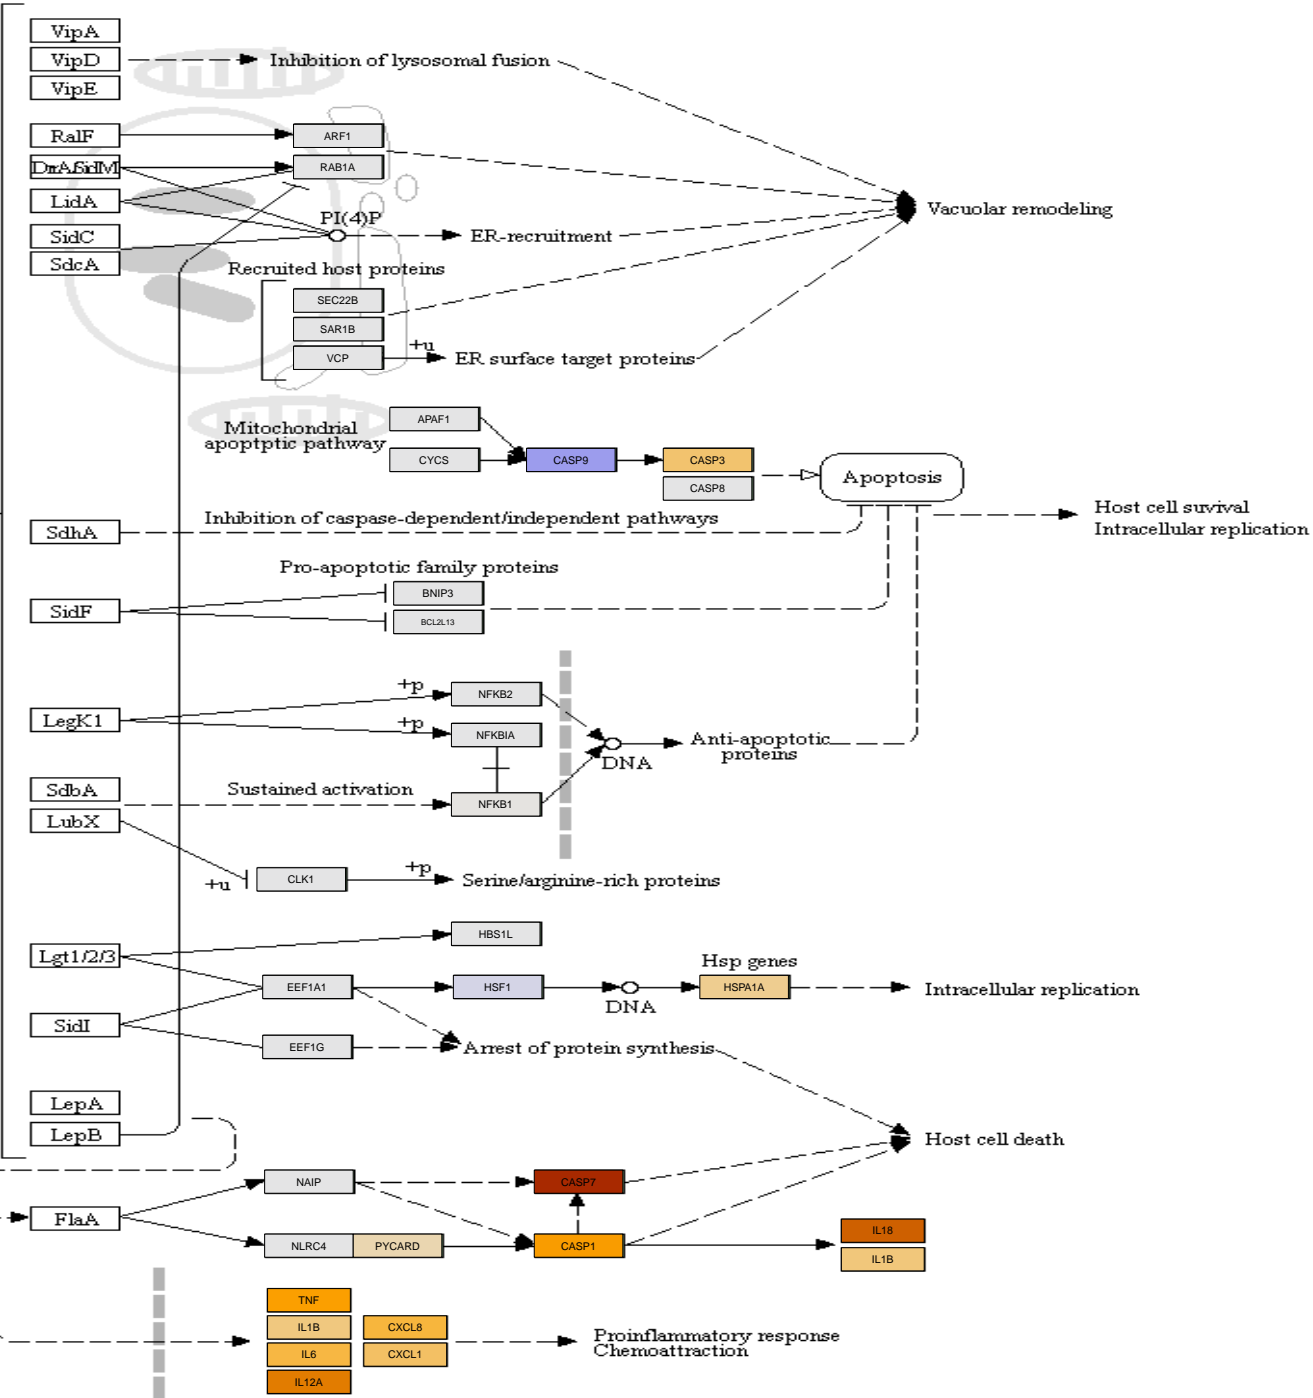 VipA
VipD
Inhibition of lysosomal fusion
VipE
RalF
ARF1
DrrA/SidM
RAB1A
LidA
Vacuolar remodeling
PI(4)P
SidC
ER-recruitment
SdcA
Recruited host proteins
SEC22B
SAR1B
+u
VCP
ER surface target proteins
APAF1
Mitochondrial
apoptptic pathway
CYCS
CASP9
CASP3
Apoptosis
CASP8
Host cell suvival
Inhibition of caspase-dependent/independent pathways
Intracellular replication
SdhA
Pro-apoptotic family proteins
BNIP3
SidF
BCL2L13
+p
NFKB2
LegK1
+p
NFKBIA
Anti-apoptotic
proteins
DNA
SdbA
Sustained activation
NFKB1
LubX
+p
+u
CLK1
Serine/arginine-rich proteins
HBS1L
Lgt1/2/3
Hsp genes
EEF1A1
HSF1
HSPA1A
Intracellular replication
DNA
SidI
EEF1G
Arrest of protein synthesis
LepA
LepB
Host cell death
NAIP
CASP7
FlaA
IL18
NLRC4
PYCARD
CASP1
IL1B
TNF
IL1B
CXCL8
Proinflammatory response
Chemoattraction
IL6
CXCL1
IL12A